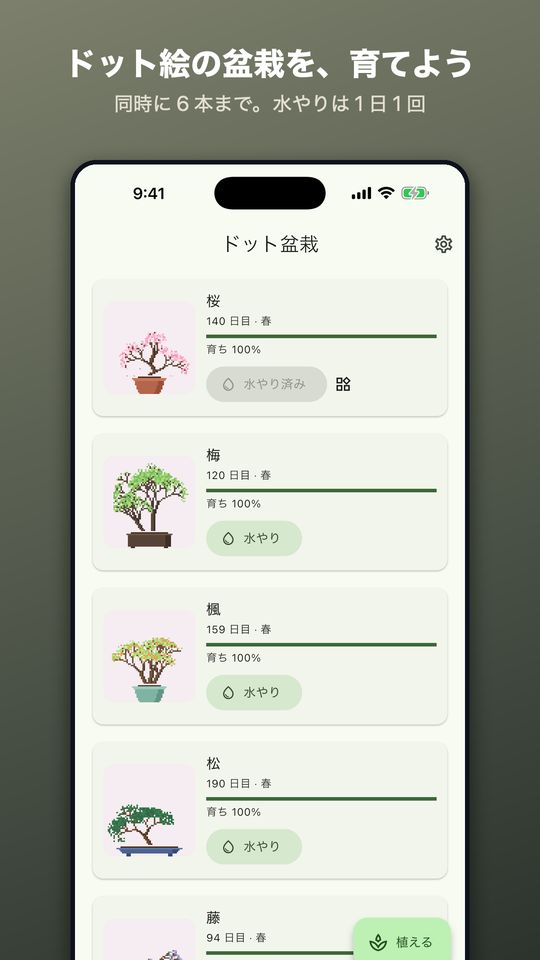 ドット絵の盆栽を、育てよう
同時に６本まで。水やりは１日１回
9:41
ドット盆栽
桜
140 日目 · 春
育ち 100%
水やり済み
梅
120 日目 · 春
育ち 100%
水やり
楓
159 日目 · 春
育ち 100%
水やり
松
190 日目 · 春
育ち 100%
水やり
藤
94 日目 · 春
植える